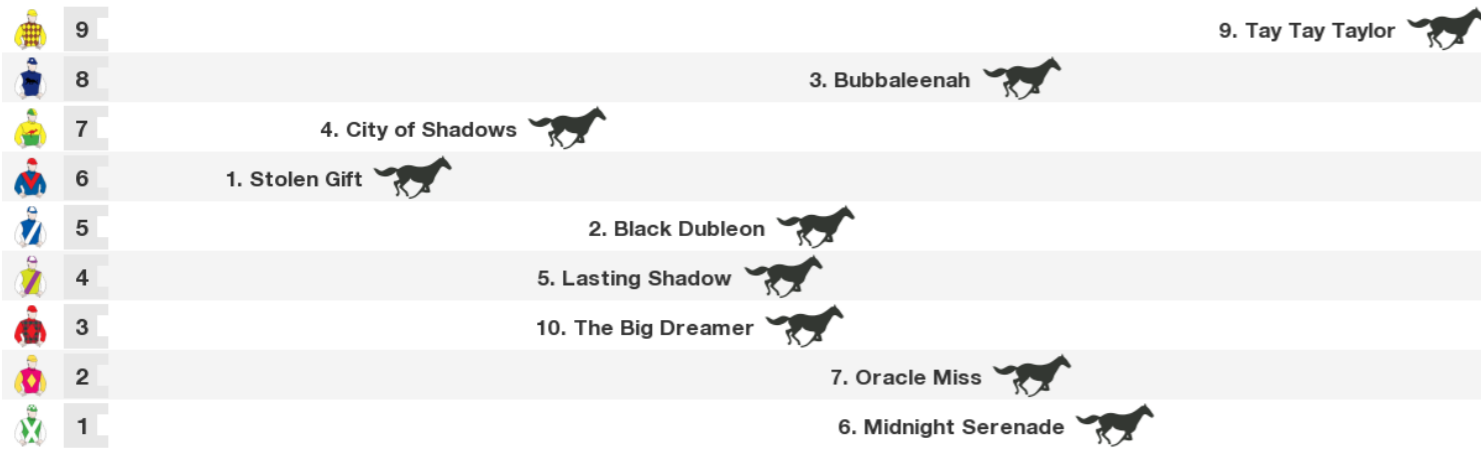 9 9. Tay Tay Taylor
8 3. Bubbaleenah
7 4. City of Shadows
6 1. Stolen Gift
5 2. Black Dubleon
4 5. Lasting Shadow
3 10. The Big Dreamer
2 7. Oracle Miss
1 6. Midnight Serenade